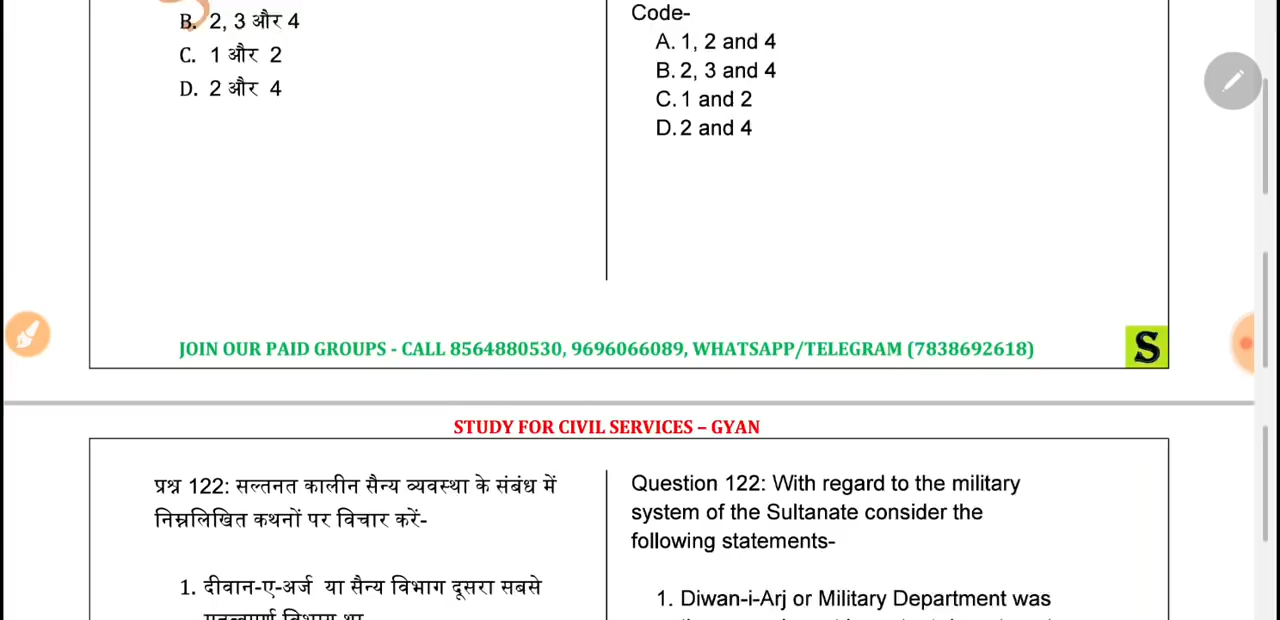 B. 2, 3 और 4
C. 1 और 2
D. 2 और 4
Code-
A. 1, 2 and 4
B. 2, 3 and 4
C. 1 and 2
D. 2 and 4
JOIN OUR PAID GROUPS - CALL 8564880530, 9696066089, WHATSAPP/TELEGRAM (7838692618)
S
STUDY FOR CIVIL SERVICES – GYAN
प्रश्न 122: सल्तनत कालीन सैन्य व्यवस्था के संबंध में
निम्नलिखित कथनों पर विचार करें-
1. दीवान-ए-अर्ज या सैन्य विभाग दूसरा सबसे
Question 122: With regard to the military
system of the Sultanate consider the
following statements-
1. Diwan-i-Arj or Military Department was